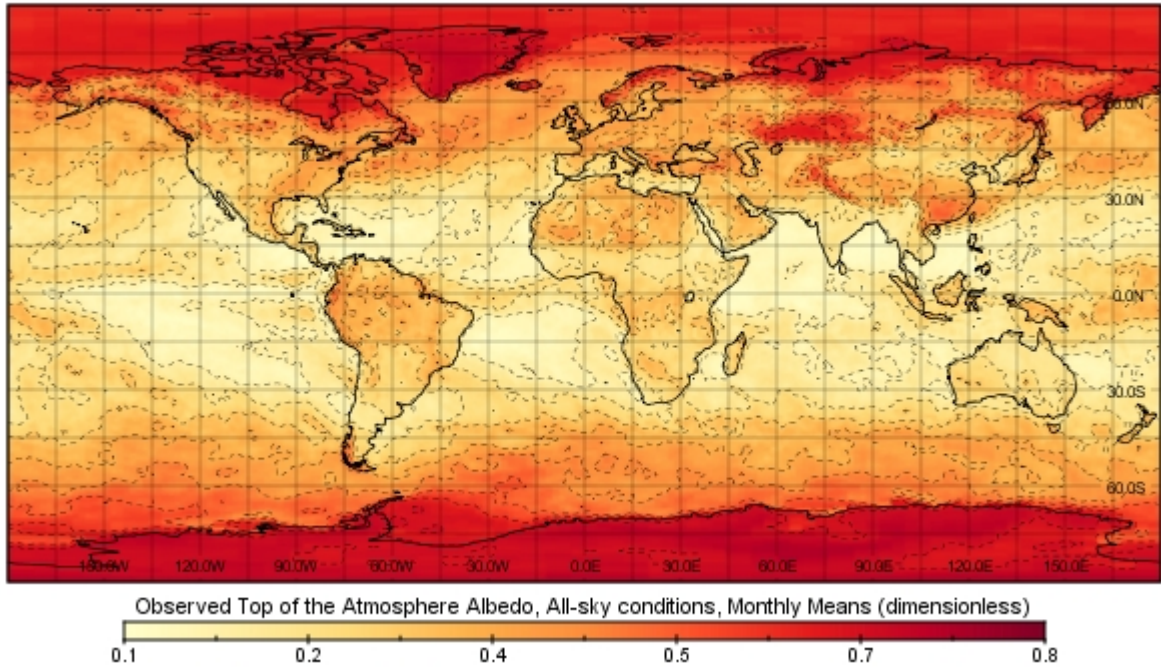 60.0N
30.0N
0.0N
30.0S
60.0S
150.0W 120.0W 90.0W 60.0W 30.0W 0.0E 30.0E 60.0E 90.0E 120.0E 150.0E
Observed Top of the Atmosphere Albedo, All-sky conditions, Monthly Means (dimensionless)
0.1 0.2 0.4 0.5 0.7 0.8